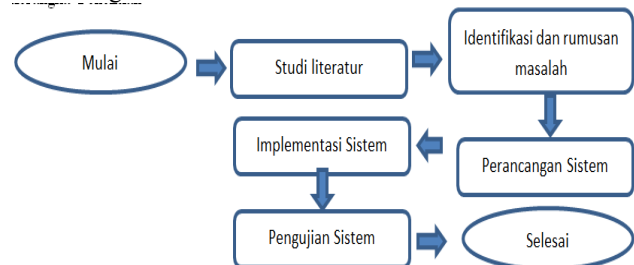 Mulai
Studi literatur
Identifikasi dan rumusan
masalah
Perancangan Sistem
Implementasi Sistem
Pengujian Sistem
Selesai